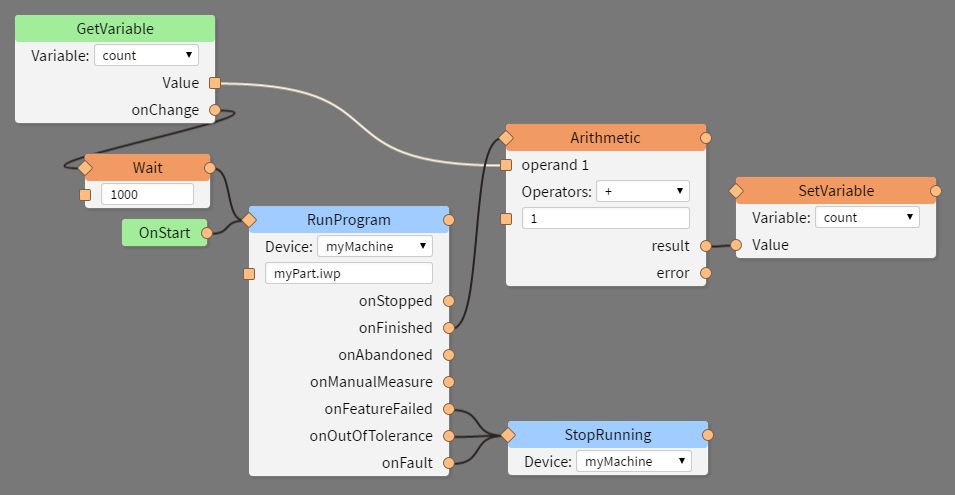 GetVariable
Variable: count
Value
onChange
Wait
1000
OnStart
RunProgram
Device: myMachine
myPart.iwp
onStopped
onFinished
onAbandoned
onManualMeasure
onFeatureFailed
onOutOfTolerance
onFault
Arithmetic
operand 1
Operators: +
1
result
error
SetVariable
Variable: count
Value
StopRunning
Device: myMachine